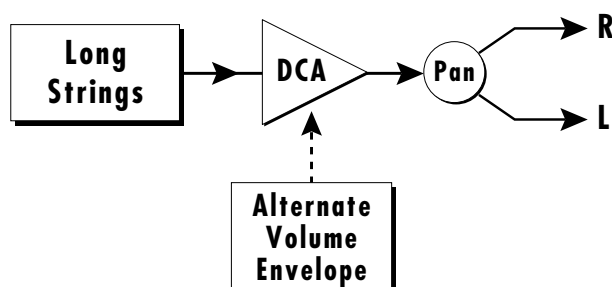 Long
Strings
DCA
Pan
R
L
Alternate
Volume
Envelope